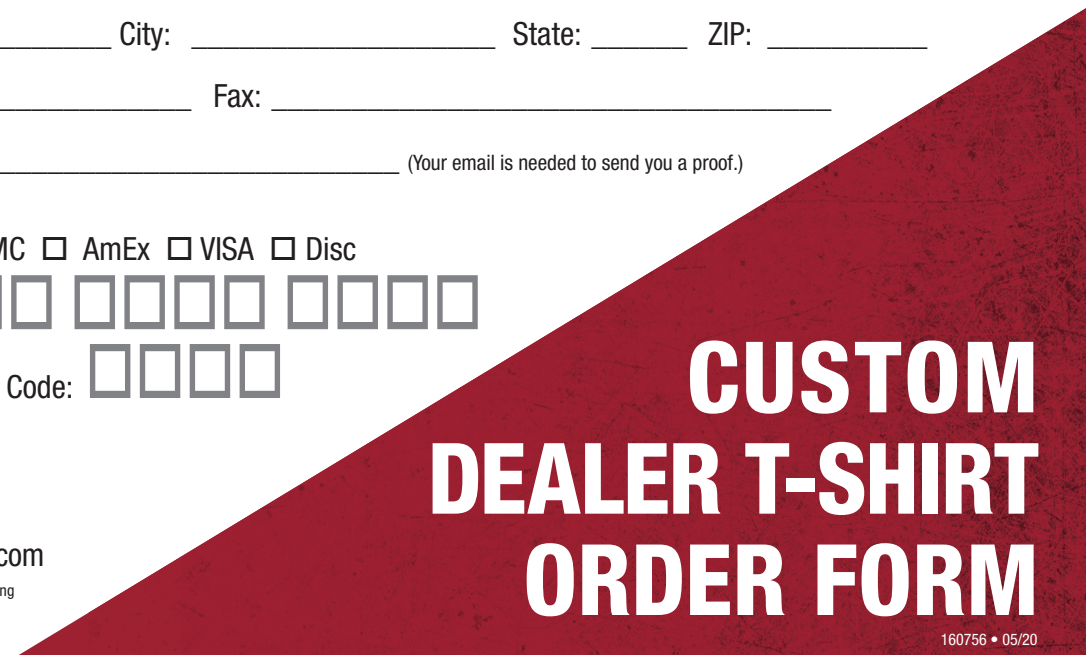 City: State: ZIP:
Fax:
(Your email is needed to send you a proof.)
MC AmEx VISA Disc
Code:
.com
CUSTOM
DEALER T-SHIRT
ORDER FORM
160756 • 05/20